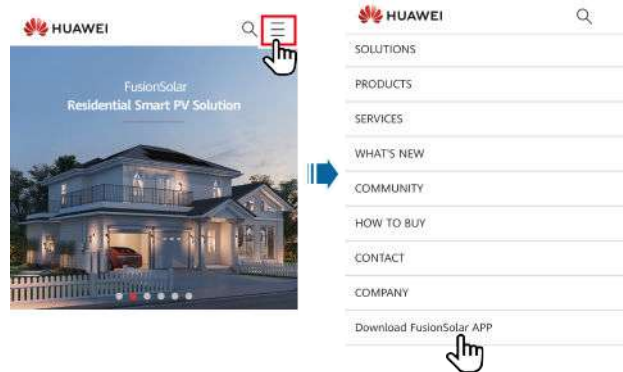 HUAWEI
FusionSolar
Residential Smart PV Solution
HUAWEI
SOLUTIONS
PRODUCTS
SERVICES
WHAT'S NEW
COMMUNITY
HOW TO BUY
CONTACT
COMPANY
Download FusionSolar APP